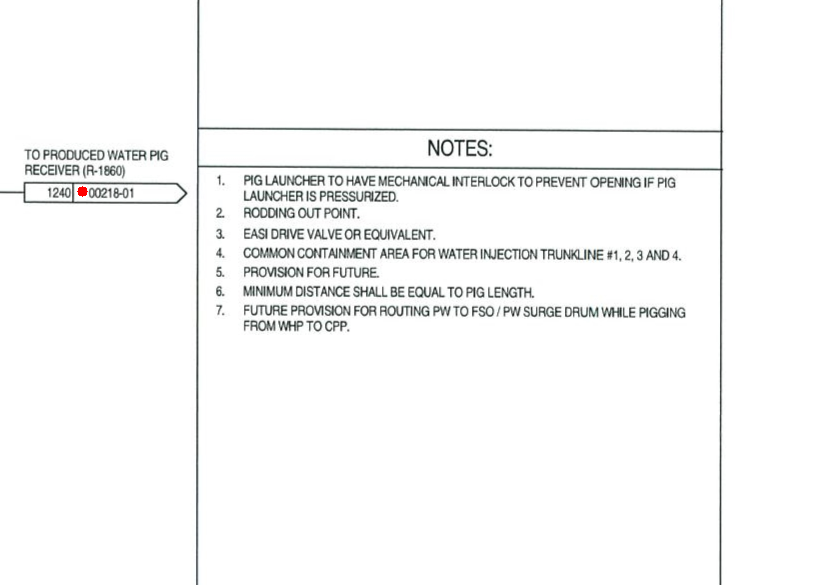 TO PRODUCED WATER PIG
RECEIVER (R-1860)
1240 00218-01
NOTES:
1. PIG LAUNCHER TO HAVE MECHANICAL INTERLOCK TO PREVENT OPENING IF PIG
LAUNCHER IS PRESSURIZED.
2. RODDING OUT POINT.
3. EASI DRIVE VALVE OR EQUIVALENT.
4. COMMON CONTAINMENT AREA FOR WATER INJECTION TRUNKLINE #1, 2, 3 AND 4.
5. PROVISION FOR FUTURE.
6. MINIMUM DISTANCE SHALL BE EQUAL TO PIG LENGTH.
7. FUTURE PROVISION FOR ROUTING PW TO FSO / PW SURGE DRUM WHILE PIGGING
FROM WHP TO CPP.